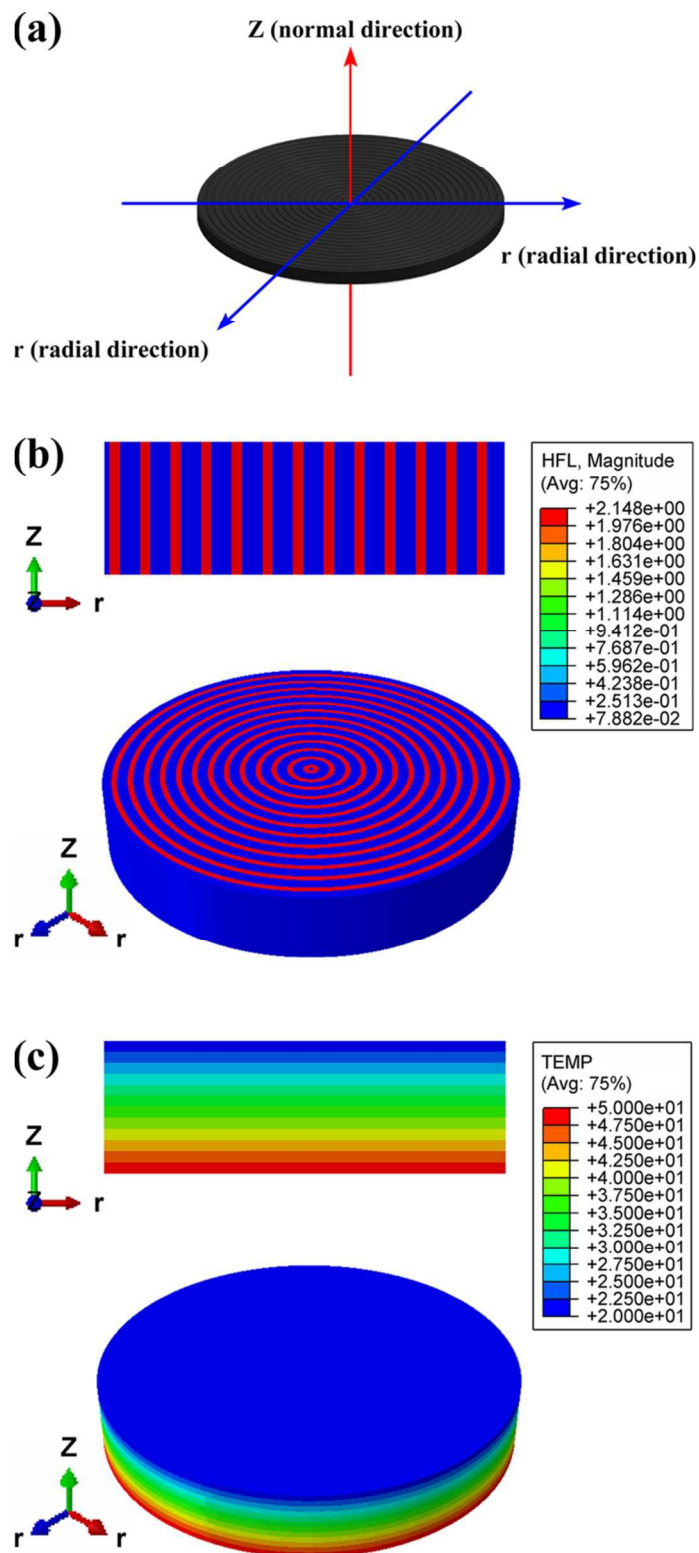 (a)
Z (normal direction)
r (radial direction)
r (radial direction)
(b)
Z
r
HFL, Magnitude
(Avg: 75%)
+2.148e+00
+1.976e+00
+1.804e+00
+1.631e+00
+1.459e+00
+1.286e+00
+1.114e+00
+9.412e-01
+7.687e-01
+5.962e-01
+4.238e-01
+2.513e-01
+7.882e-02
Z
r
r
(c)
Z
r
TEMP
(Avg: 75%)
+5.000e+01
+4.750e+01
+4.500e+01
+4.250e+01
+4.000e+01
+3.750e+01
+3.500e+01
+3.250e+01
+3.000e+01
+2.750e+01
+2.500e+01
+2.250e+01
+2.000e+01
Z
r
r